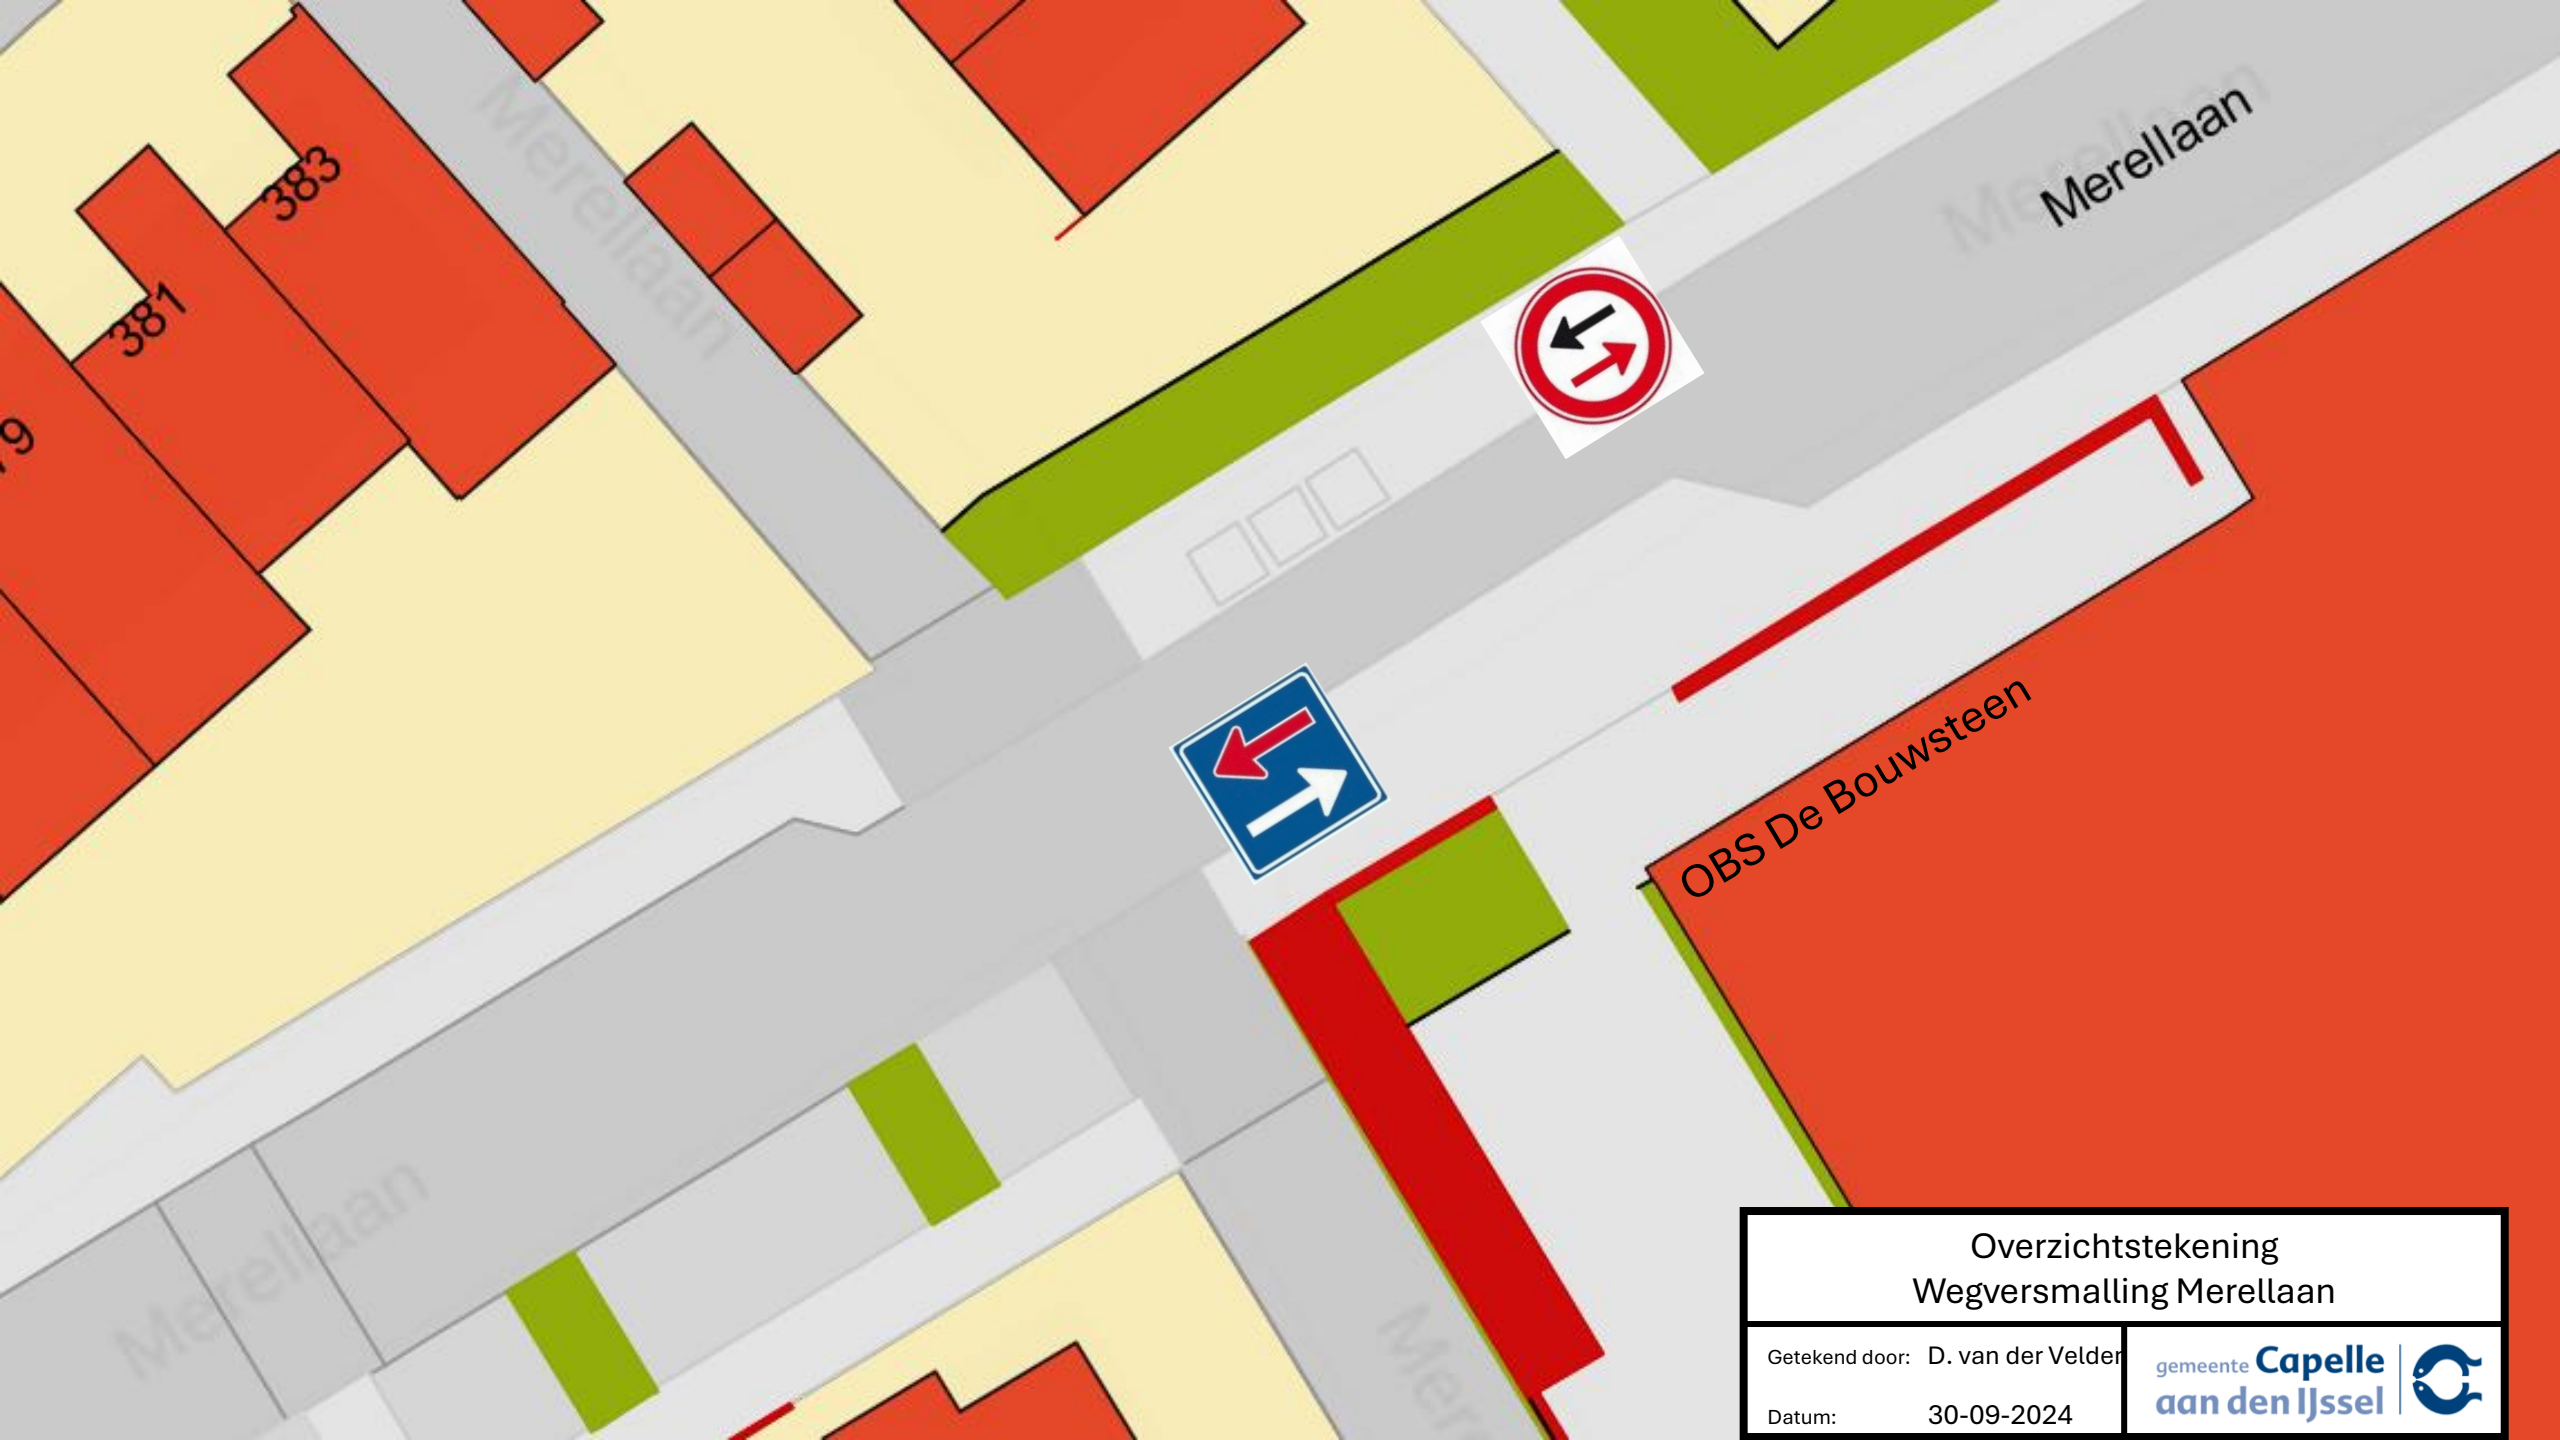 Merellaan
Merellaan
Merellaan
383
381
OBS De Bouwsteen
Merellaan
Overzichtstekening
Wegversmalling Merellaan
Getekend door: D. van der Velden
Datum: 30-09-2024
gemeente Capelle
aan den IJssel